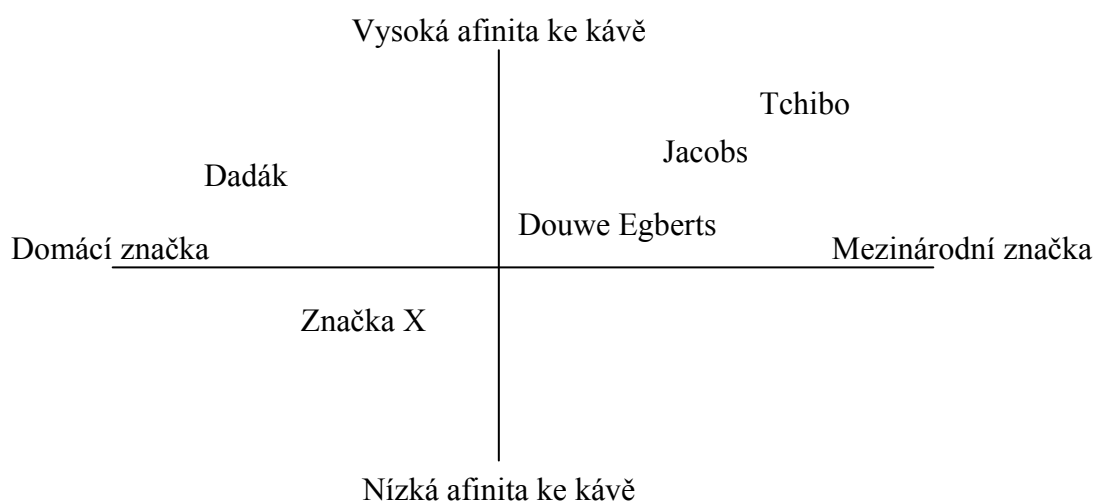 Vysoká afinita ke kávě
Tchibo
Jacobs
Dadák
Douwe Egberts
Domácí značka
Mezinárodní značka
Značka X
Nízká afinita ke kávě